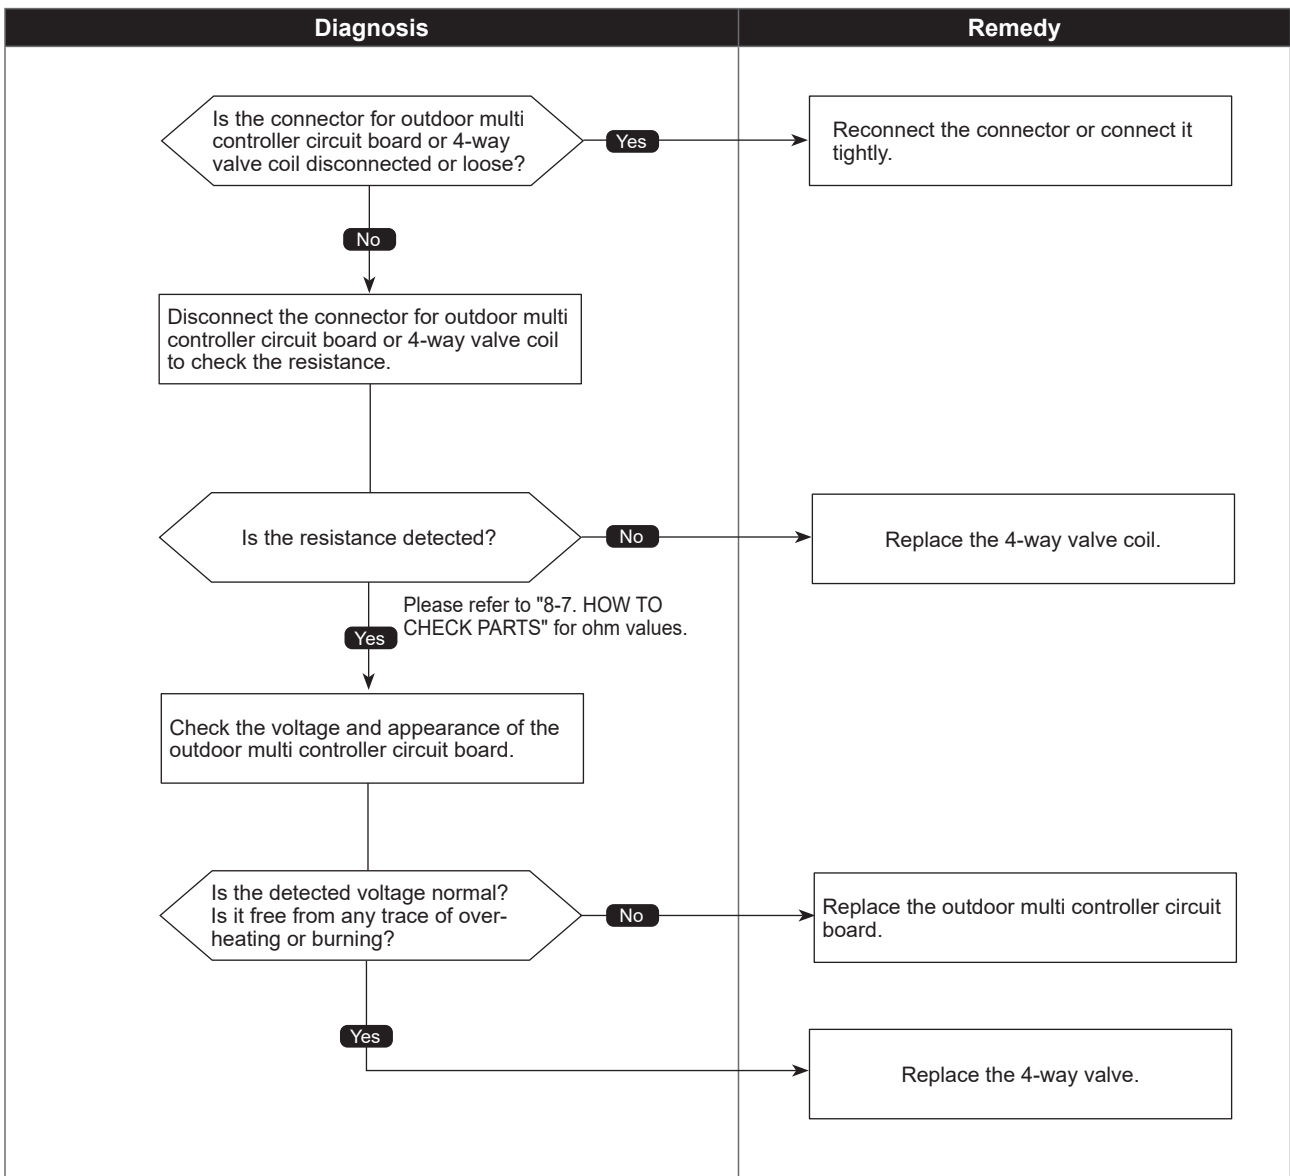 Diagnosis
Remedy
Is the connector for outdoor multi
controller circuit board or 4-way
valve coil disconnected or loose?
Yes
Reconnect the connector or connect it
tightly.
No
Disconnect the connector for outdoor multi
controller circuit board or 4-way valve coil
to check the resistance.
Is the resistance detected?
No
Replace the 4-way valve coil.
Please refer to "8-7. HOW TO
CHECK PARTS" for ohm values.
Yes
Check the voltage and appearance of the
outdoor multi controller circuit board.
Is the detected voltage normal?
Is it free from any trace of over-
heating or burning?
No
Replace the outdoor multi controller circuit
board.
Yes
Replace the 4-way valve.